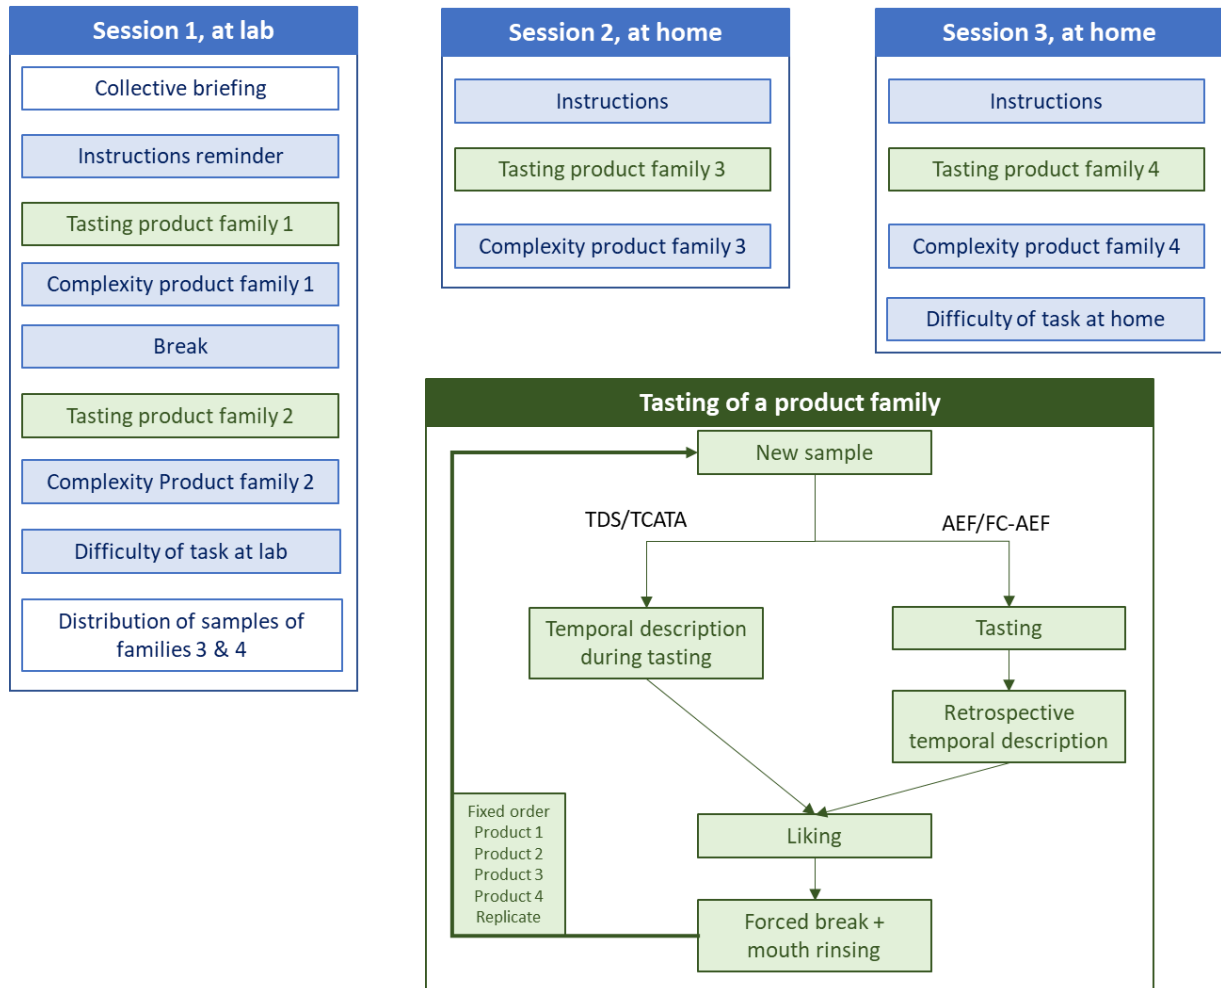 Session 1, at lab
Collective briefing
Instructions reminder
Tasting product family 1
Complexity product family 1
Break
Tasting product family 2
Complexity Product family 2
Difficulty of task at lab
Distribution of samples of
families 3 & 4
Session 2, at home
Instructions
Tasting product family 3
Complexity product family 3
Session 3, at home
Instructions
Tasting product family 4
Complexity product family 4
Difficulty of task at home
Tasting of a product family
New sample
TDS/TCATA
AEF/FC-AEF
Temporal description
during tasting
Tasting
Retrospective
temporal description
Liking
Forced break +
mouth rinsing
Fixed order
Product 1
Product 2
Product 3
Product 4
Replicate